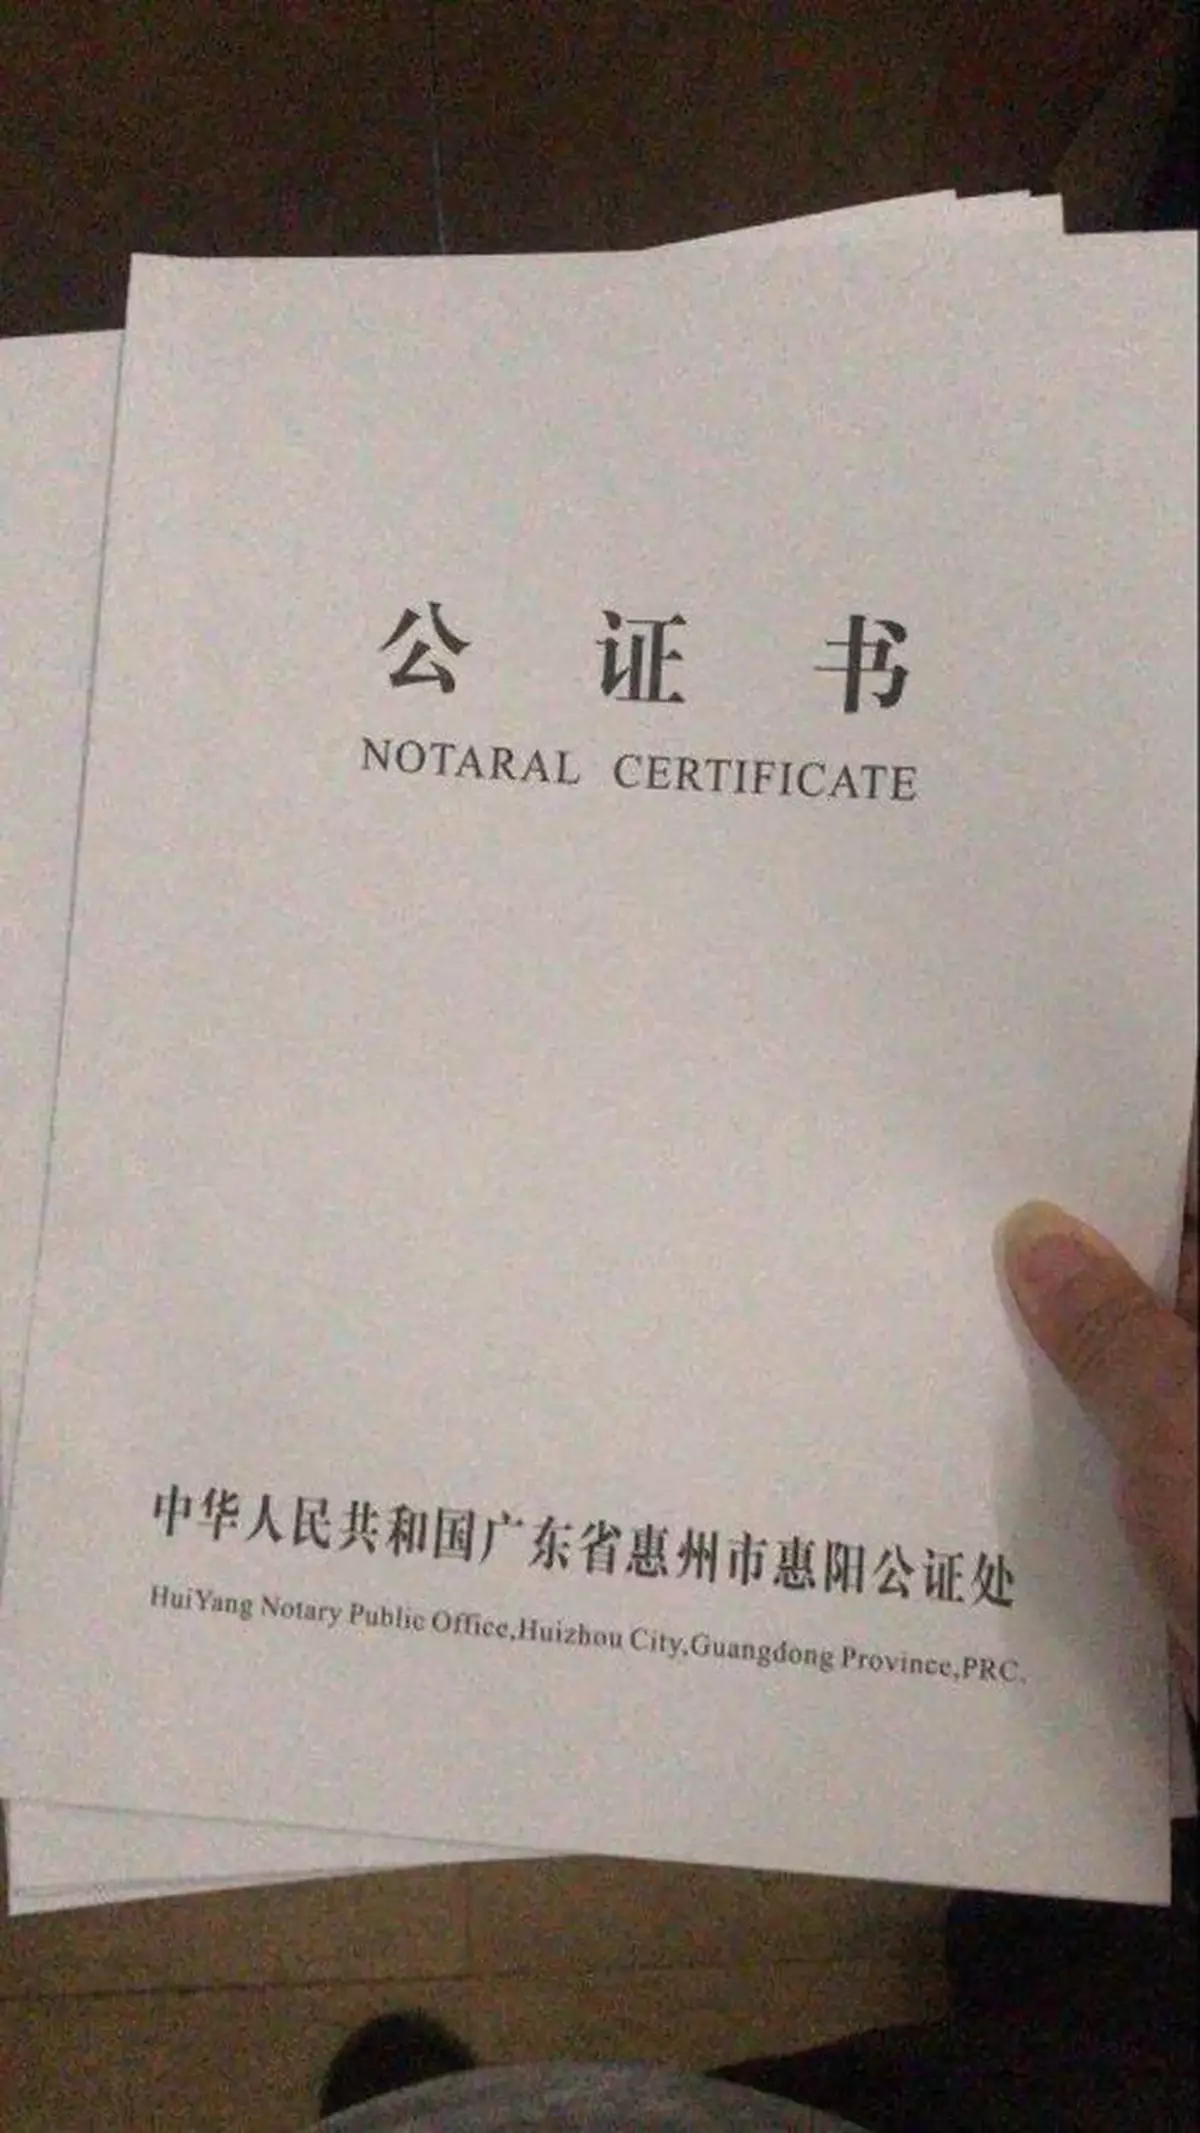 公证书
NOTARAL CERTIFICATE
中华人民共和国广东省惠州市惠阳公证处
HuiYang Notary Public Office,Huizhou City,Guangdong Province,PRC.